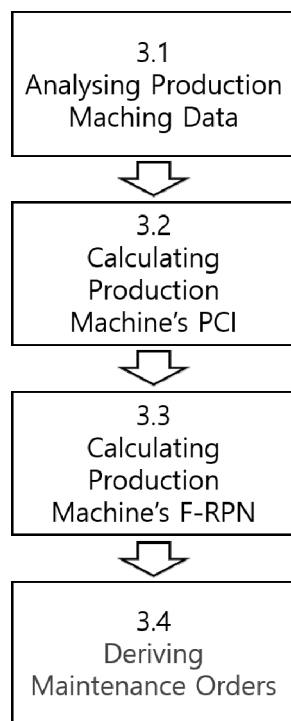 3.1
Analysing Production
Maching Data
3.2
Calculating
Production
Machine’s PCI
3.3
Calculating
Production
Machine’s F-RPN
3.4
Deriving
Maintenance Orders